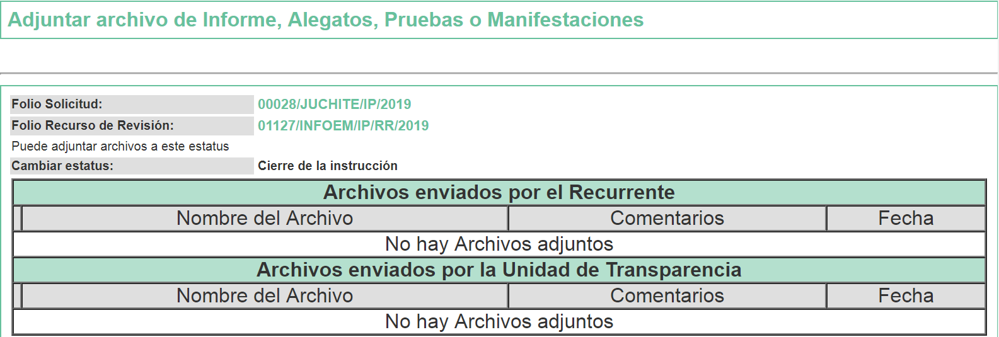 Adjuntar archivo de Informe, Alegatos, Pruebas o Manifestaciones
Folio Solicitud: 00028/JUCHITE/IP/2019
Folio Recurso de Revisión: 01127/INFOEM/IP/RR/2019
Puede adjuntar archivos a este estatus
Cambiar estatus: Cierre de la instrucción
Archivos enviados por el Recurrente
Nombre del Archivo Comentarios Fecha
No hay Archivos adjuntos
Archivos enviados por la Unidad de Transparencia
Nombre del Archivo Comentarios Fecha
No hay Archivos adjuntos